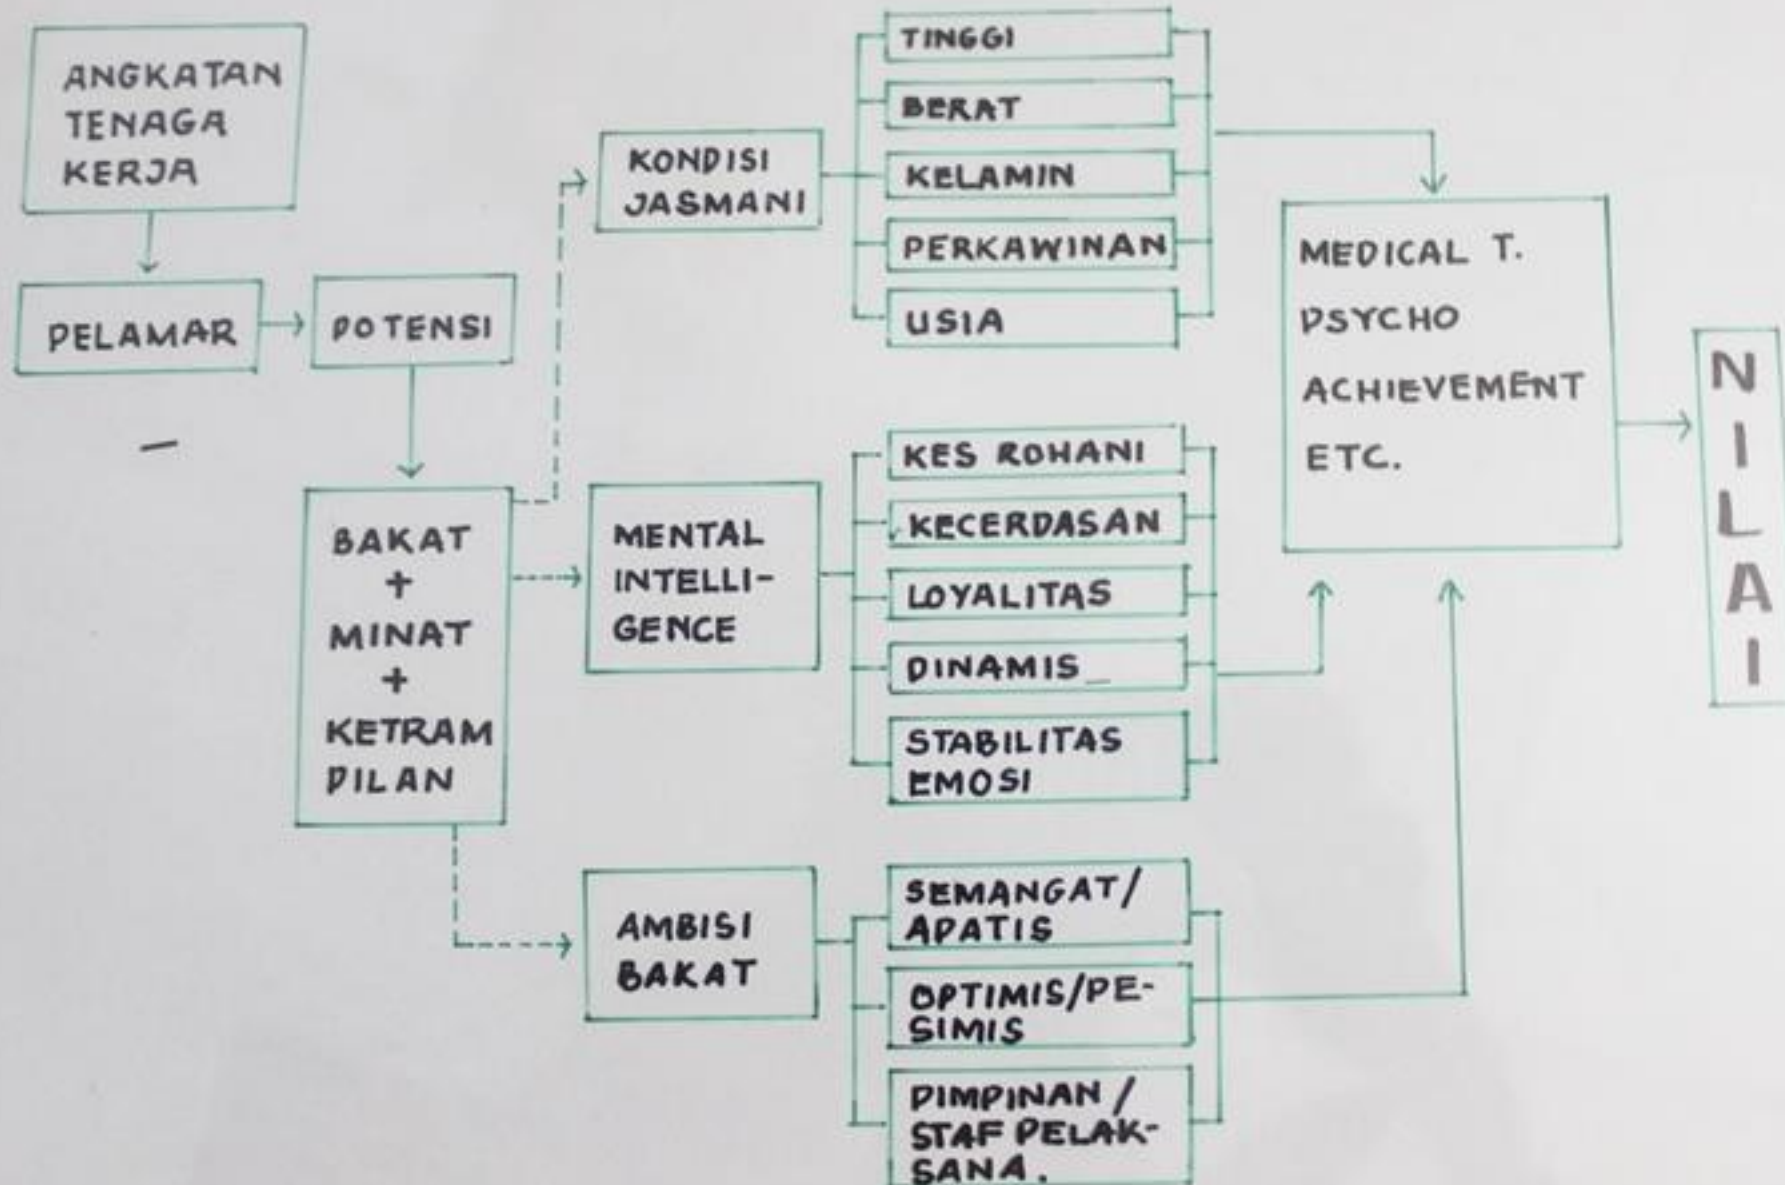 ANGKATAN
TENAGA
KERJA
PELAMAR
POTENSI
BAKAT
+
MINAT
+
KETRAM
PILAN
KONDISI
JASMANI
TINGGI
BERAT
KELAMIN
PERKAWINAN
USIA
MENTAL
INTELLI-
GENCE
KES ROHANI
KECERDASAN
LOYALITAS
DINAMIS
STABILITAS
EMOSI
AMBISI
BAKAT
SEMANGAT/
APATIS
OPTIMIS/PE-
SIMIS
PIMPINAN /
STAF PELAK-
SANA.
MEDICAL T.
PSYCHO
ACHIEVEMENT
ETC.
NILAI